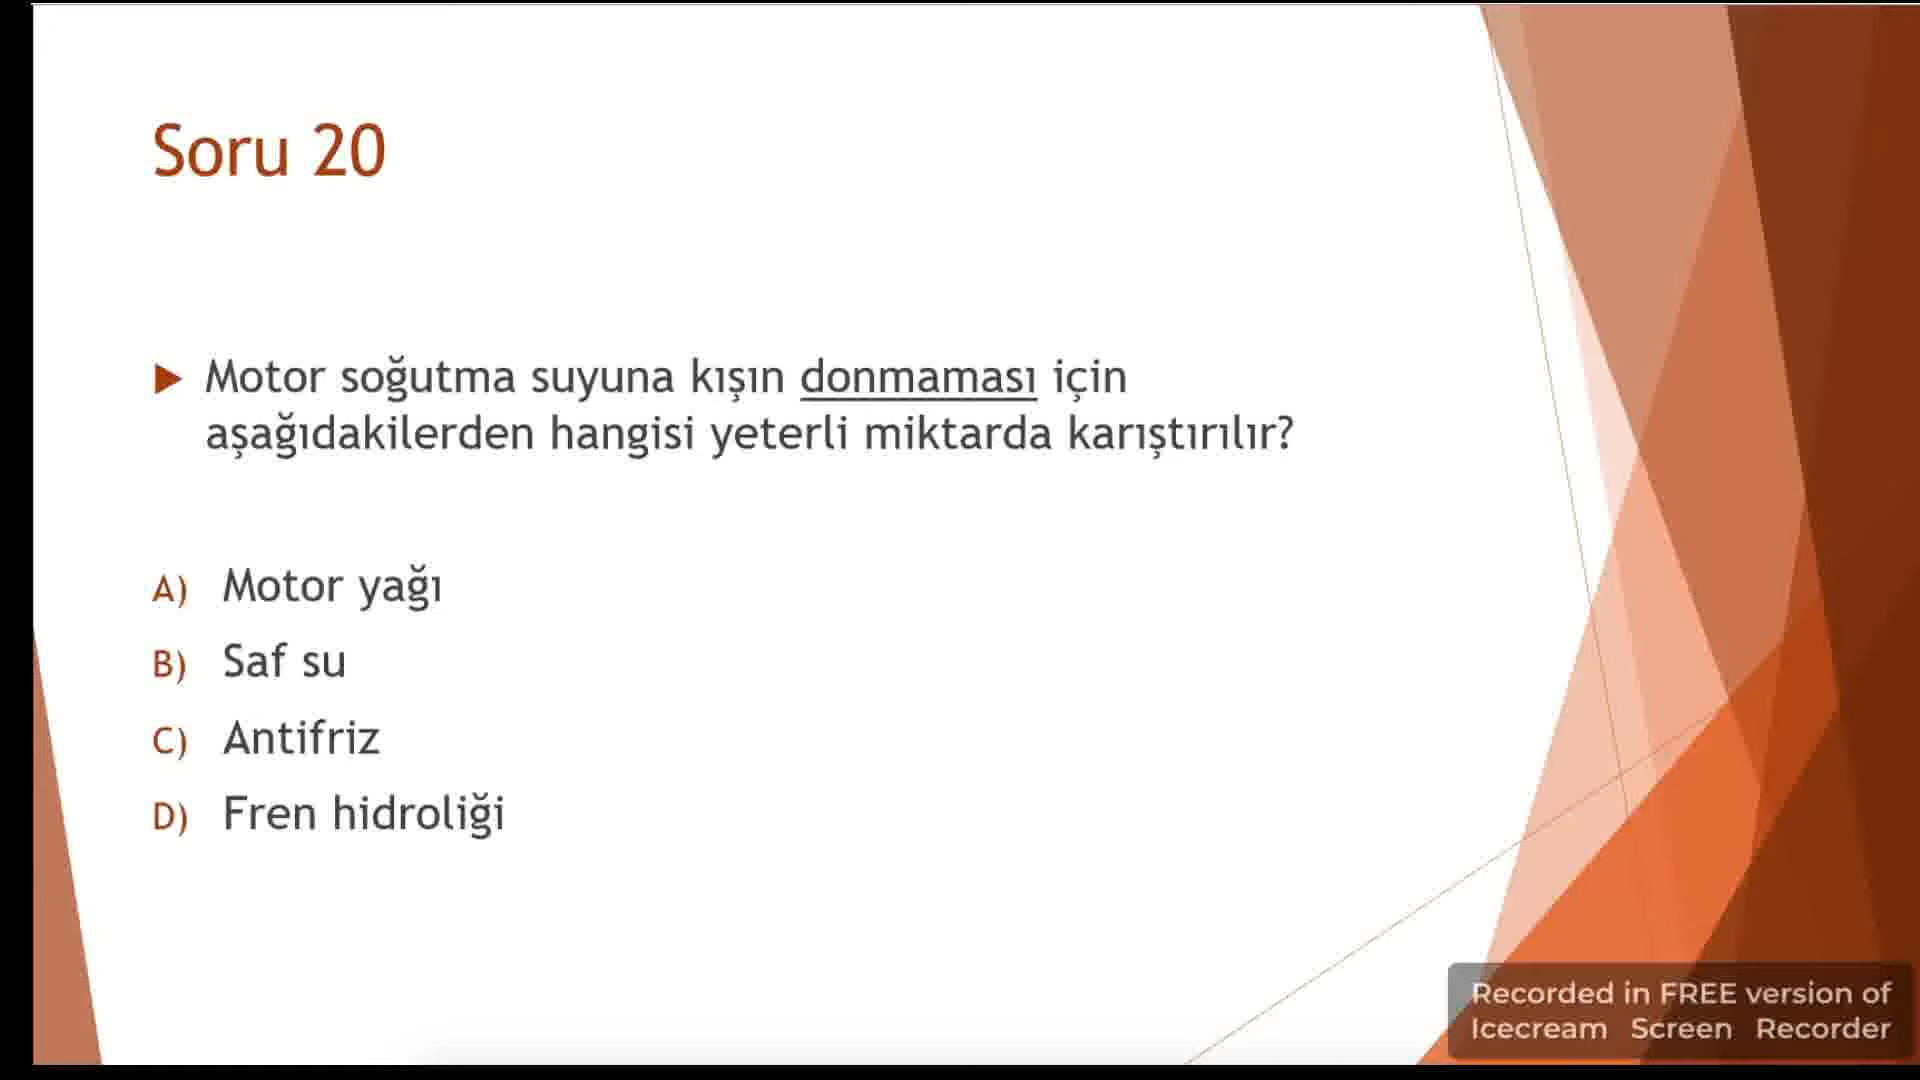 Soru 20
Motor soğutma suyuna kışın donmaması için
aşağıdakilerden hangisi yeterli miktarda karıştırılır?
A) Motor yağı
B) Saf su
C) Antifriz
D) Fren hidroliği
Recorded in FREE version of
Icecream Screen Recorder